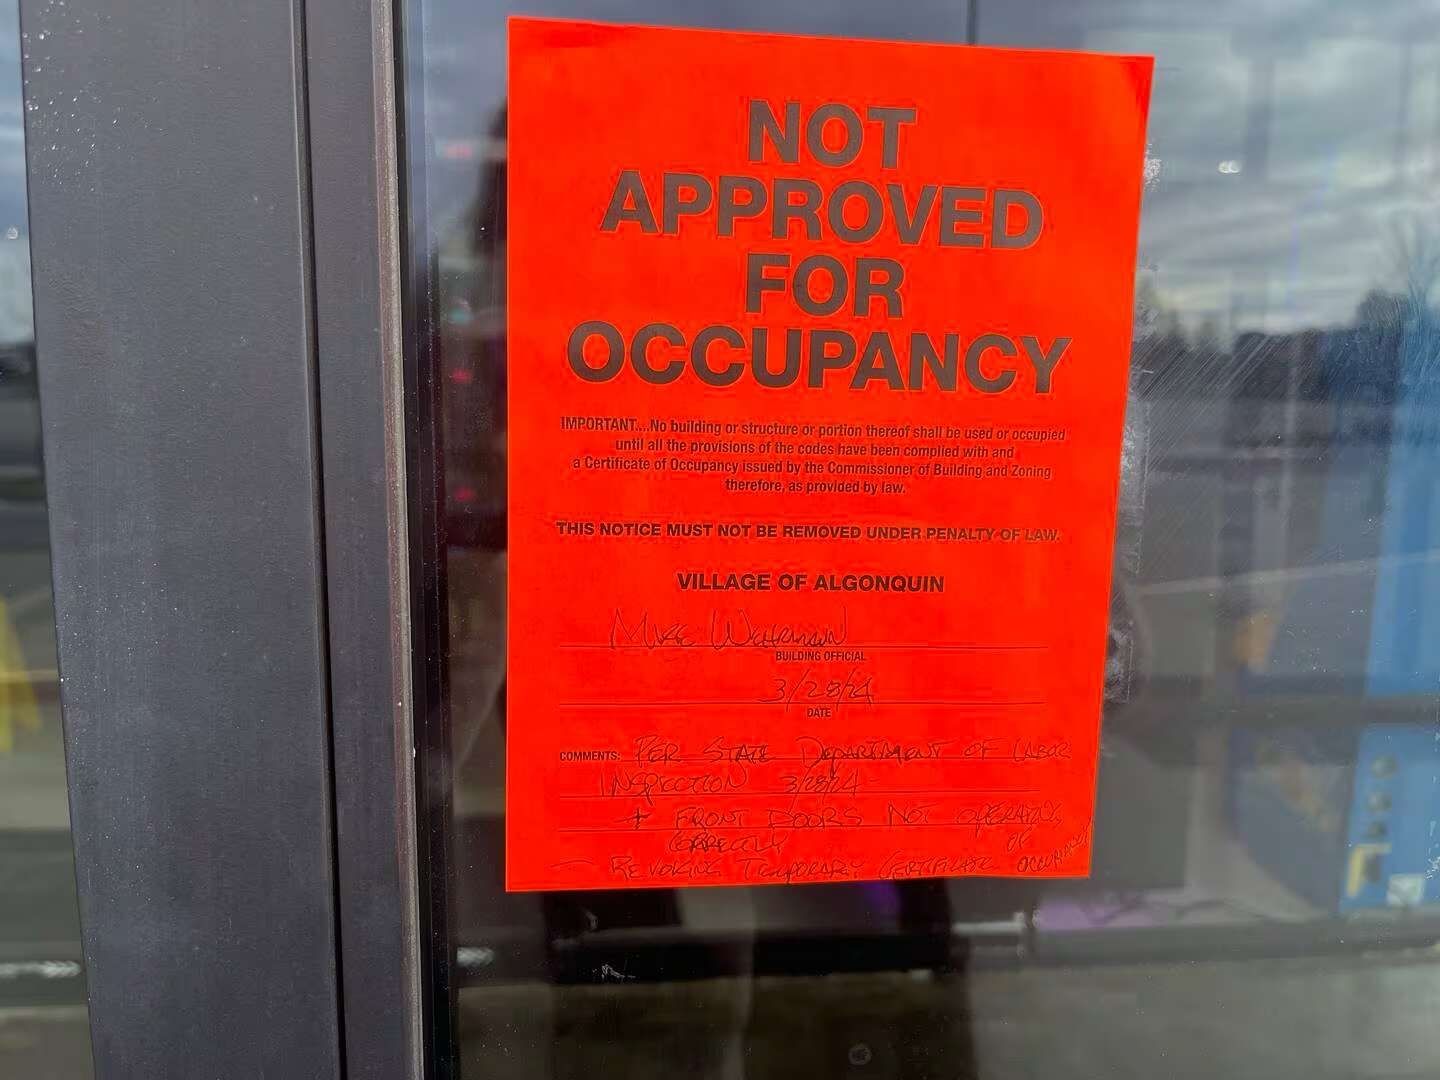 NOT
APPROVED
FOR
OCCUPANCY
IMPORTANT....No building or structure or portion thereof shall be used or occupied
until all the provisions of the codes have been complied with and
a Certificate of Occupancy issued by the Commissioner of Building and Zoning
therefore, as provided by law.
THIS NOTICE MUST NOT BE REMOVED UNDER PENALTY OF LAW.
VILLAGE OF ALGONQUIN
MIKE
BUILDING OFFICIAL
3/28/24
DATE
COMMENTS: PER STATE DEPARTMENT OF LABOR
INSPECTION 3/28/24 -
+ FRONT DOORS NOT OPERATING
CORRECTLY
- REVOKING TEMPORARY CERTIFICATE OF OCCUPANCY